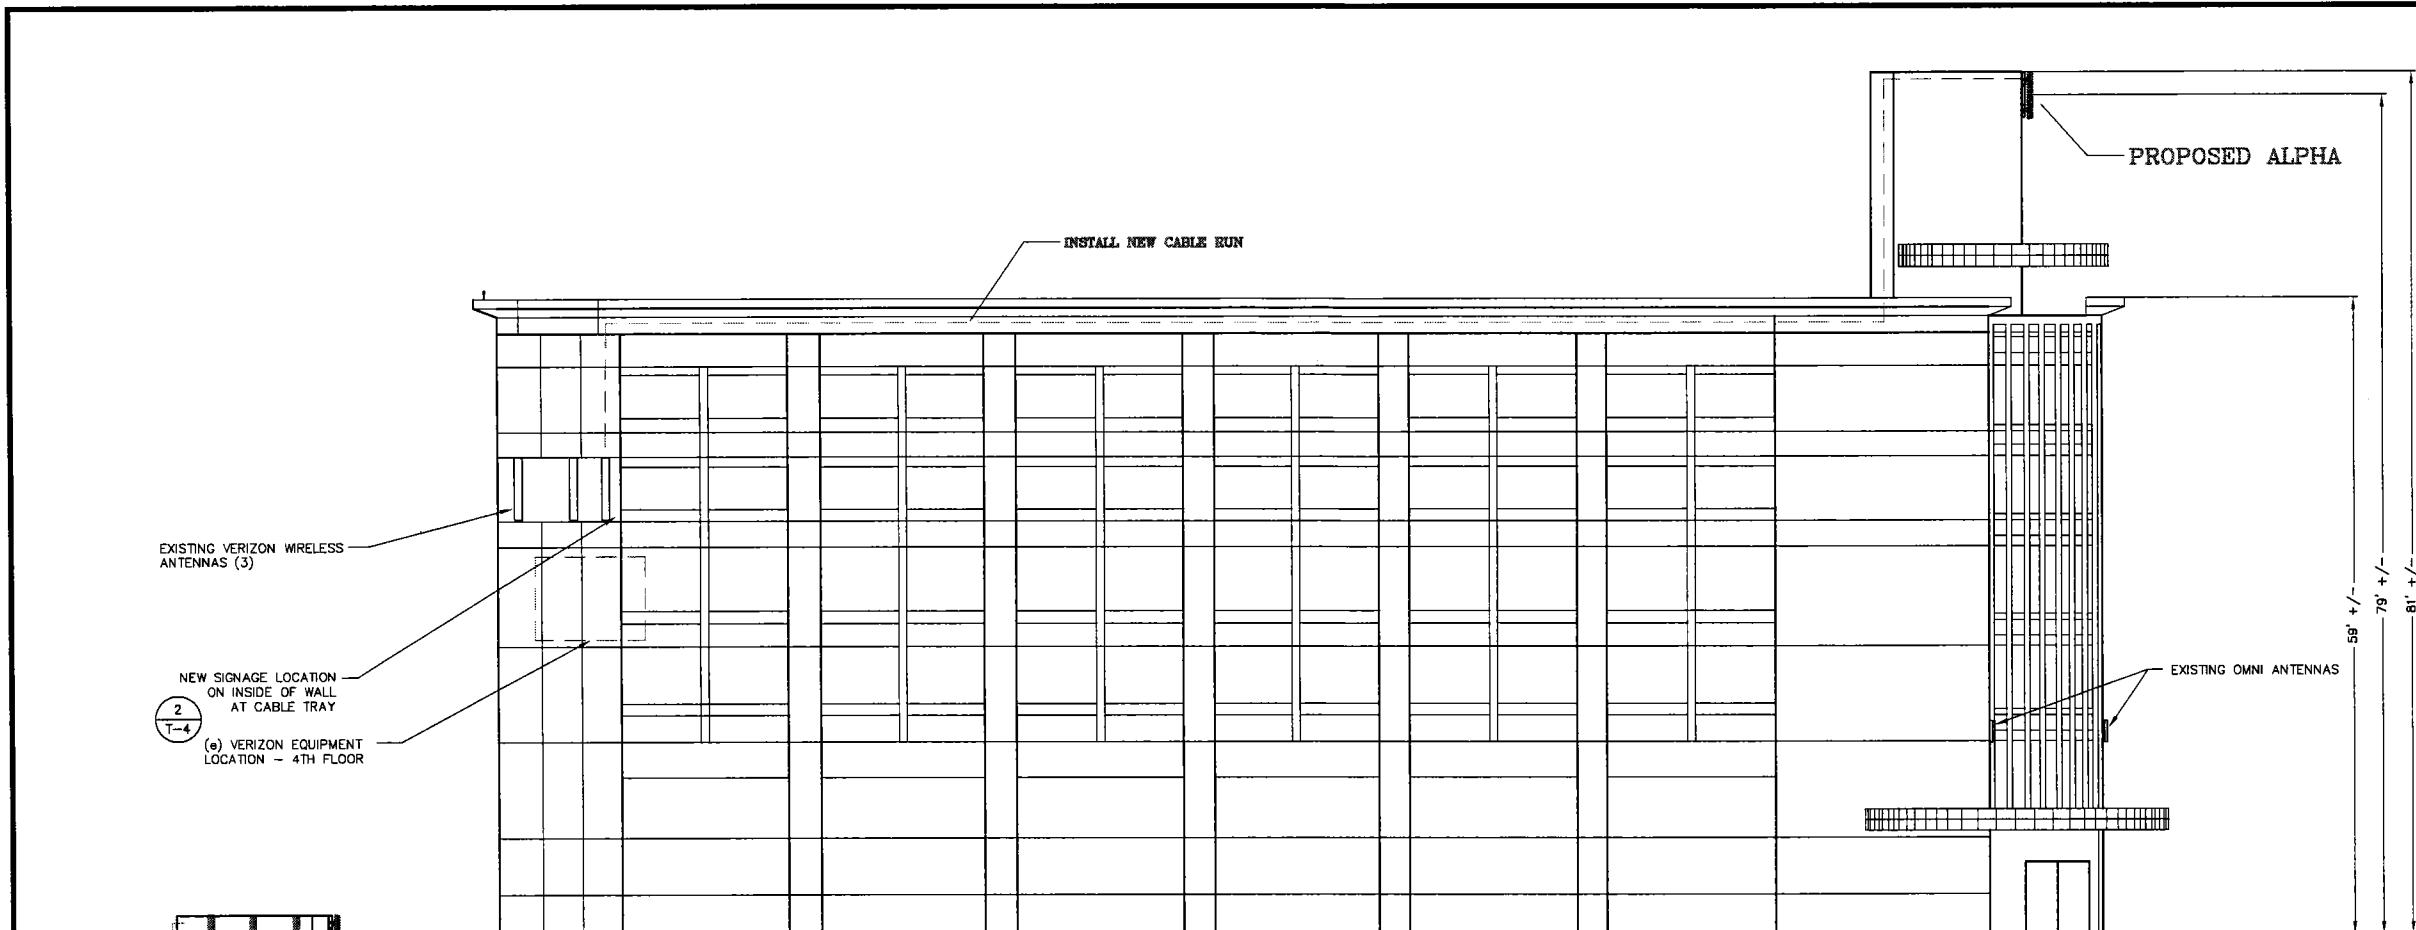 PROPOSED ALPHA
INSTALL NEW CABLE RUN
EXISTING VERIZON WIRELESS
ANTENNAS (3)
59' +/-
79' +/-
81' +/-
NEW SIGNAGE LOCATION
ON INSIDE OF WALL
AT CABLE TRAY
2
T-4
(e) VERIZON EQUIPMENT
LOCATION - 4TH FLOOR
EXISTING OMNI ANTENNAS